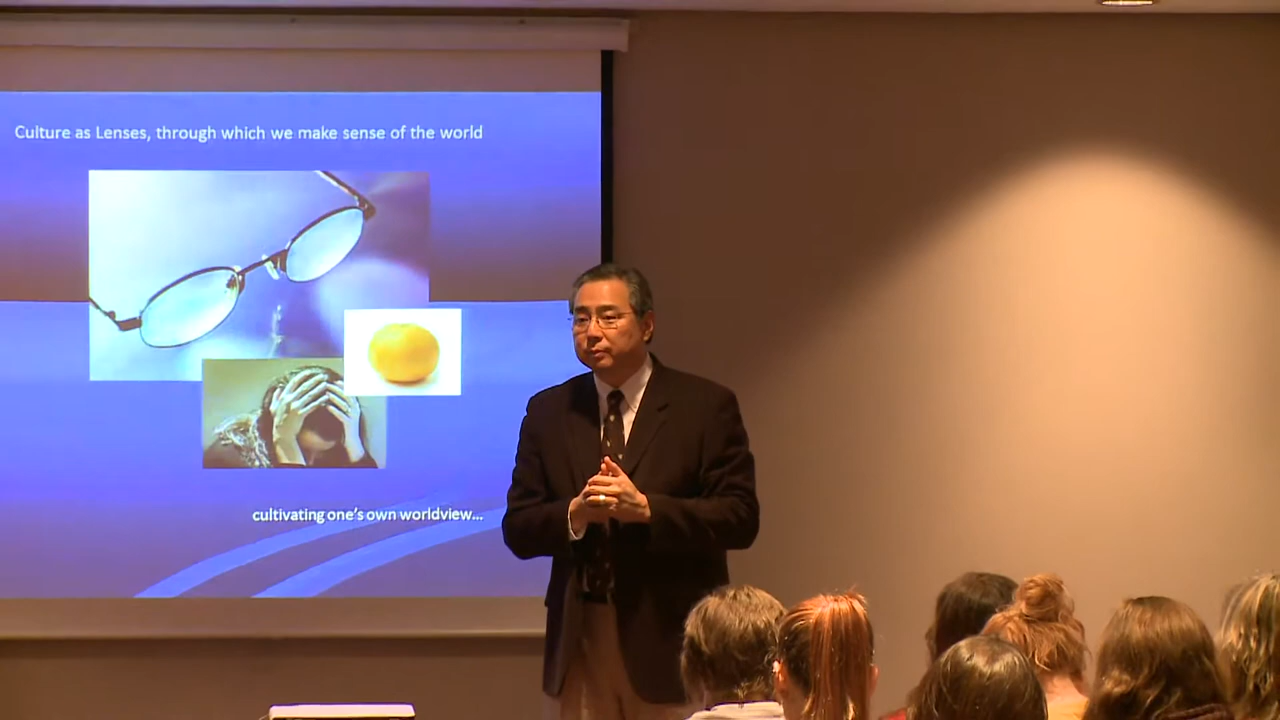 Culture as Lenses, through which we make sense of the world
cultivating one's own worldview...